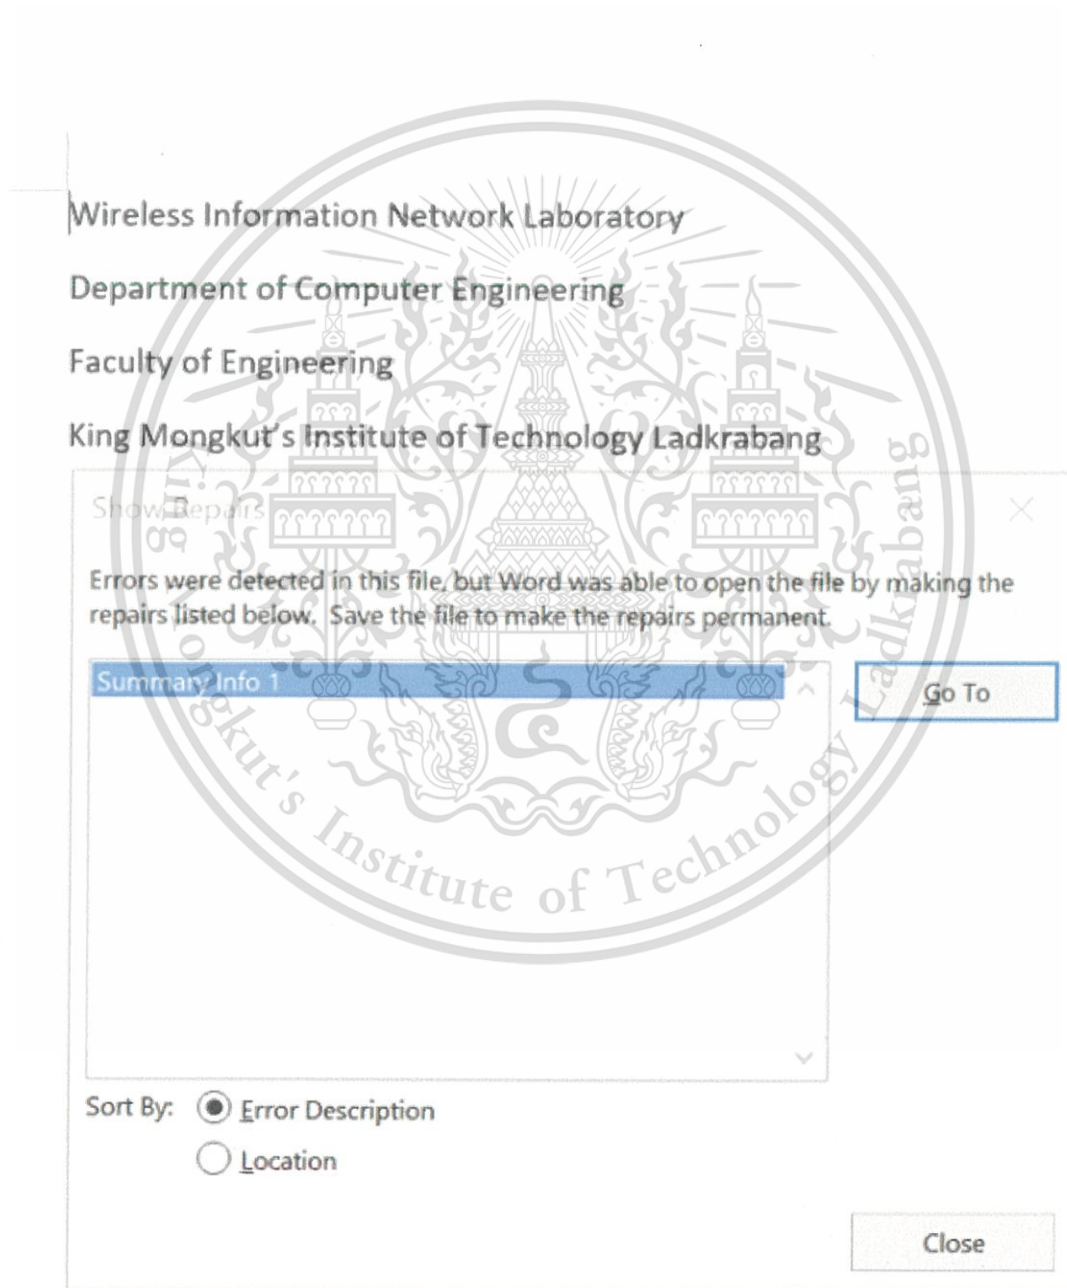 Wireless Information Network Laboratory
Department of Computer Engineering
Faculty of Engineering
King Mongkut's Institute of Technology Ladkrabang
Show Repairs
Errors were detected in this file, but Word was able to open the file by making the
repairs listed below. Save the file to make the repairs permanent.
Summary Info 1
Go To
Sort By: Error Description
Location
Close
King Mongkut's Institute of Technology Ladkrabang